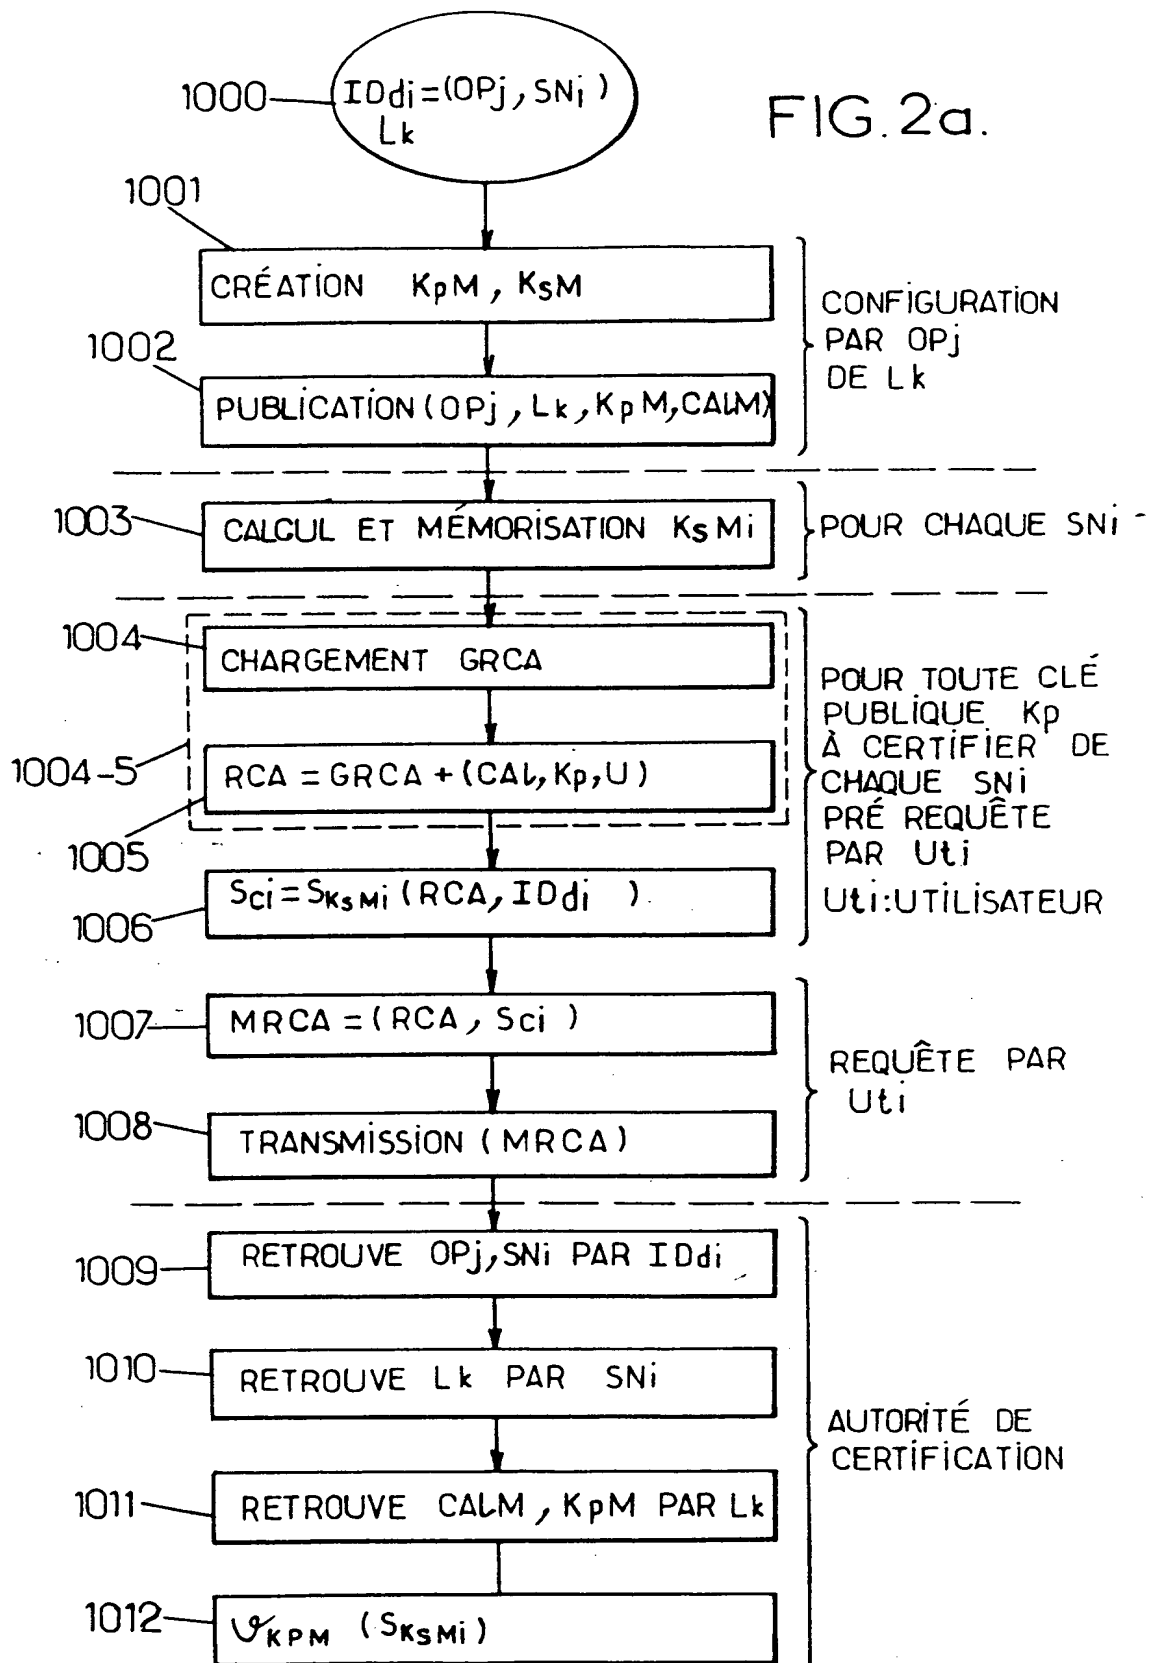 FIG. 2a.
1000
IDdi=(OPj, SNi )
Lk
1001
CRÉATION KpM, KsM
1002
PUBLICATION(OPj, Lk, KpM,CALM)
CONFIGURATION
PAR OPj
DE Lk
1003
CALCUL ET MÉMORISATION KsMi
POUR CHAQUE SNi
1004
CHARGEMENT GRCA
1004-5
RCA = GRCA + (CAL, Kp, U)
1005
1006
Sci = SKsMi (RCA, IDdi )
POUR TOUTE CLÉ
PUBLIQUE Kp
À CERTIFIER DE
CHAQUE SNi
PRÉ REQUÊTE
PAR Uti
Uti:UTILISATEUR
1007
MRCA = (RCA, Sci )
1008
TRANSMISSION (MRCA)
REQUÊTE PAR
Uti
1009
RETROUVE OPj, SNi PAR IDdi
1010
RETROUVE Lk PAR SNi
1011
RETROUVE CALM, KpM PAR Lk
1012
𝒱KPM (SKsMi)
AUTORITÉ DE
CERTIFICATION